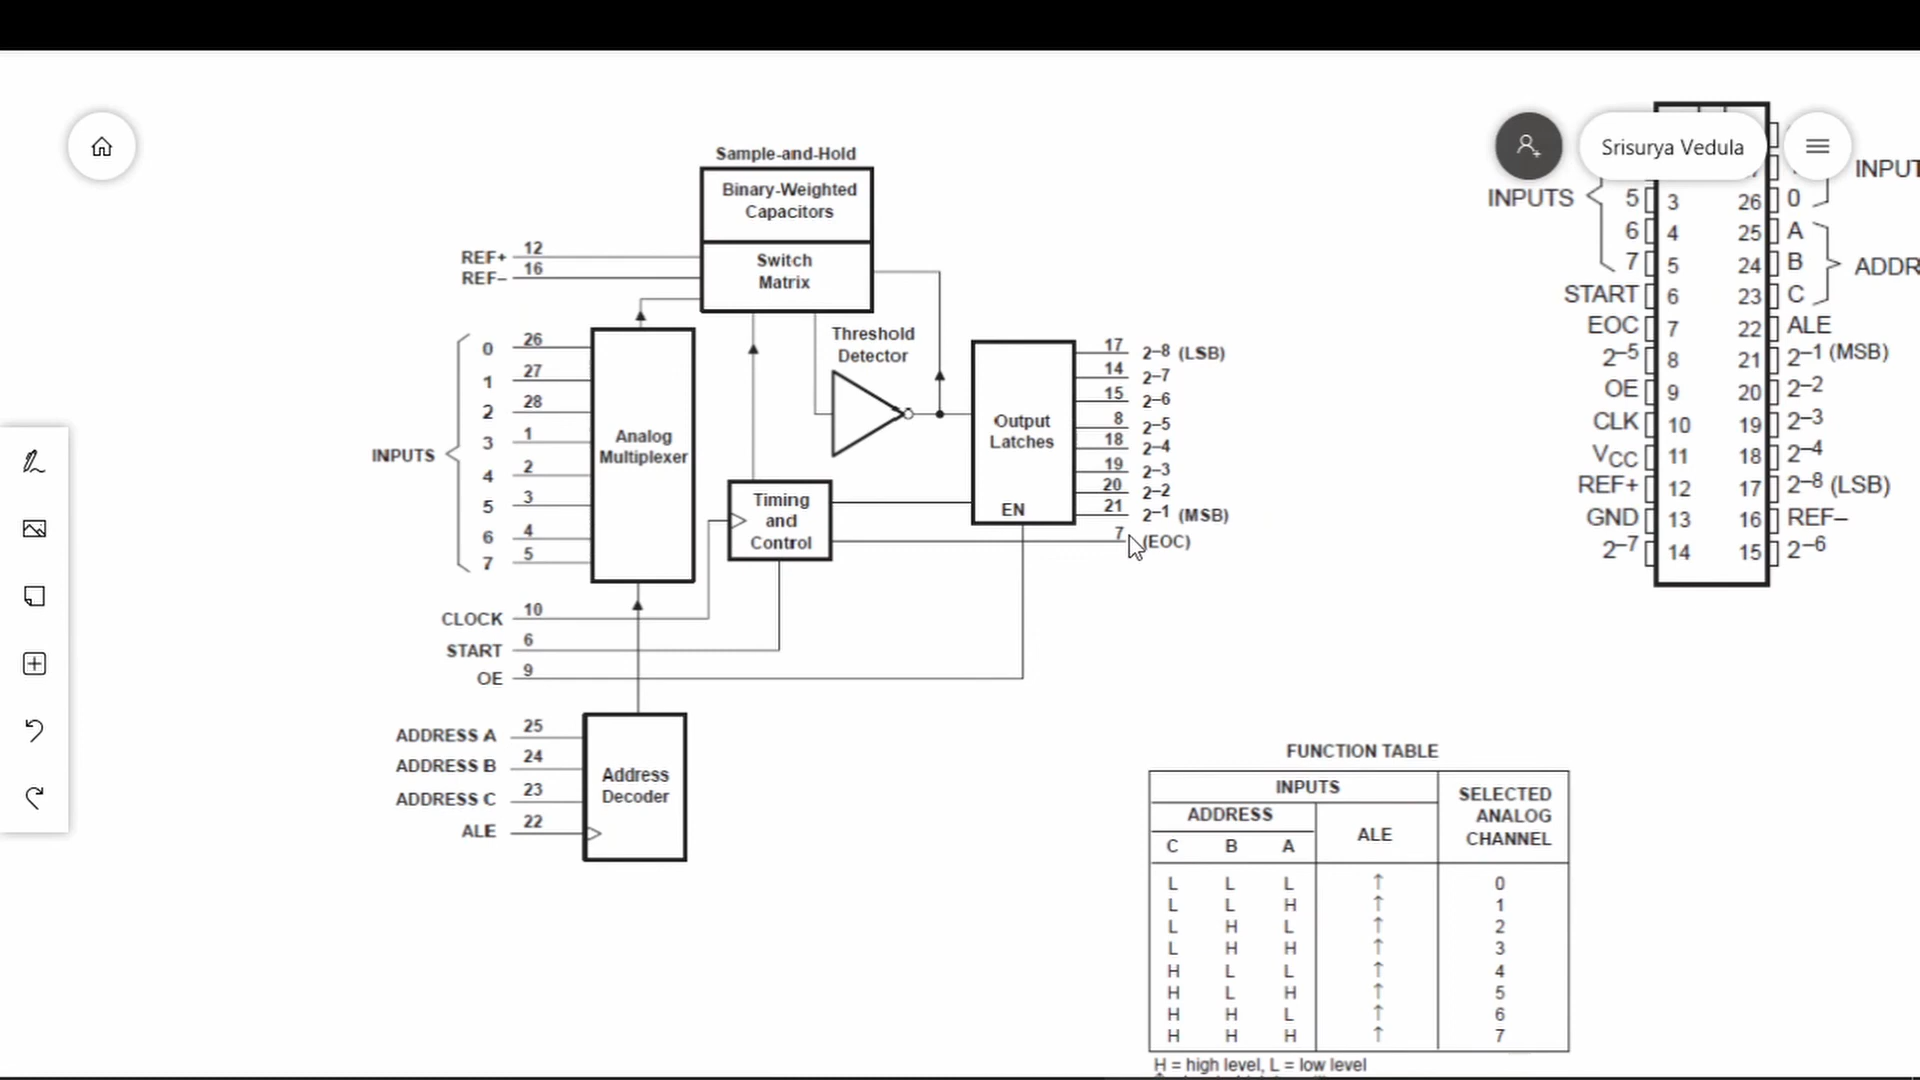 Srisurya Vedula
Sample-and-Hold
Binary-Weighted
Capacitors
Switch
Matrix
REF+ 12
REF– 16
Threshold
Detector
INPUTS
0 26
1 27
2 28
3 1
4 2
5 3
6 4
7 5
Analog
Multiplexer
Timing
and
Control
Output
Latches
EN
17 2–8 (LSB)
14 2–7
15 2–6
8 2–5
18 2–4
19 2–3
20 2–2
21 2–1 (MSB)
7 (EOC)
CLOCK 10
START 6
OE 9
ADDRESS A 25
ADDRESS B 24
ADDRESS C 23
ALE 22
Address
Decoder
INPUTS
5 3 26 0
6 4 25 A
7 5 24 B
START 6 23 C
EOC 7 22 ALE
2–5 8 21 2–1 (MSB)
OE 9 20 2–2
CLK 10 19 2–3
VCC 11 18 2–4
REF+ 12 17 2–8 (LSB)
GND 13 16 REF–
2–7 14 15 2–6
INPUT
ADDR
FUNCTION TABLE
INPUTS SELECTED
ADDRESS ALE ANALOG
C B A CHANNEL
L L L ↑ 0
L L H ↑ 1
L H L ↑ 2
L H H ↑ 3
H L L ↑ 4
H L H ↑ 5
H H L ↑ 6
H H H ↑ 7
H = high level, L = low level